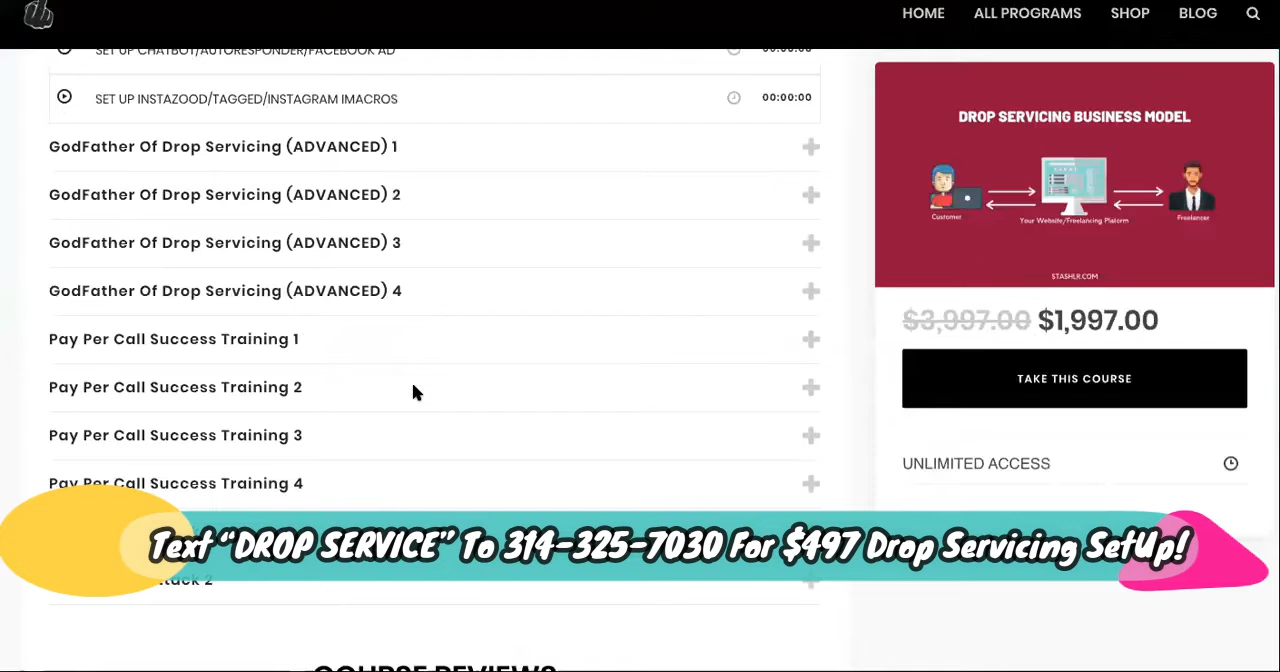 HOME ALL PROGRAMS SHOP BLOG
SET UP CHATBOT/AUTORESPONDER/FACEBOOK AD 00:00:00
SET UP INSTAZOOD/TAGGED/INSTAGRAM IMACROS 00:00:00
GodFather Of Drop Servicing (ADVANCED) 1
GodFather Of Drop Servicing (ADVANCED) 2
GodFather Of Drop Servicing (ADVANCED) 3
GodFather Of Drop Servicing (ADVANCED) 4
Pay Per Call Success Training 1
Pay Per Call Success Training 2
Pay Per Call Success Training 3
Pay Per Call Success Training 4
DROP SERVICING BUSINESS MODEL
Customer
Your Website/Freelancing Platorm
Freelancer
STASHLR.COM
$3,997.00 $1,997.00
TAKE THIS COURSE
UNLIMITED ACCESS
Text “DROP SERVICE” To 314-325-7030 For $497 Drop Servicing SetUp!
2
COURSE REVIEWS